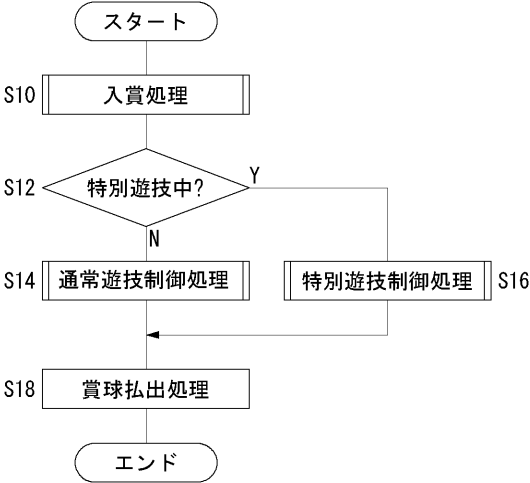 スタート
S10
入賞処理
S12
特別遊技中?
Y
N
S14
通常遊技制御処理
特別遊技制御処理
S16
S18
賞球払出処理
エンド